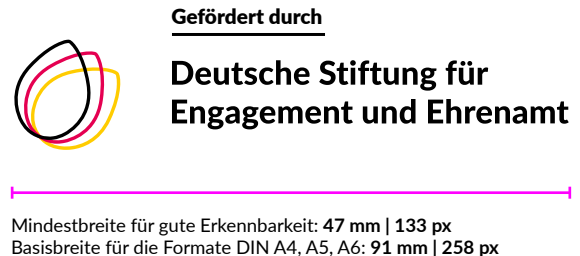 Gefördert durch
Deutsche Stiftung für
Engagement und Ehrenamt
Mindestbreite für gute Erkennbarkeit: 47 mm | 133 px
Basisbreite für die Formate DIN A4, A5, A6: 91 mm | 258 px